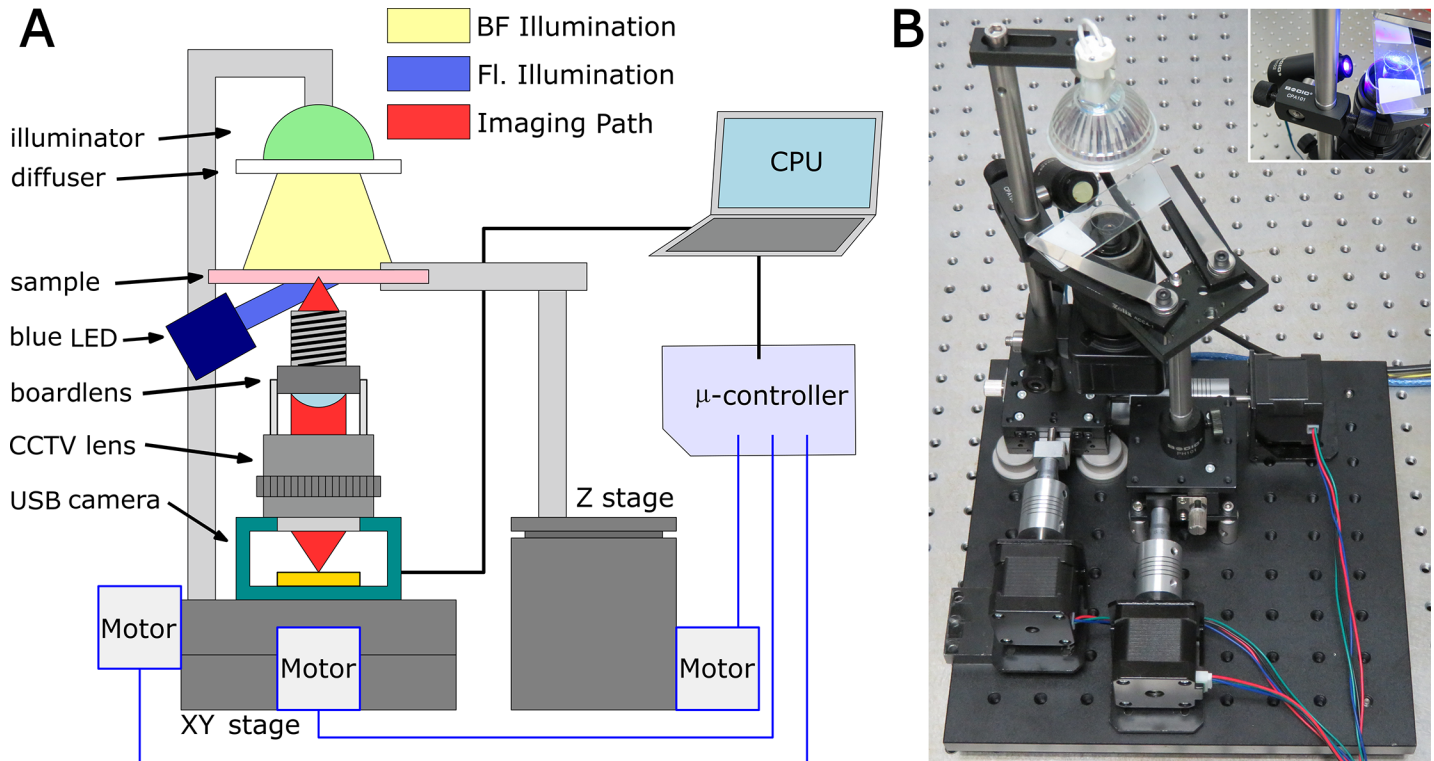 A
BF Illumination
Fl. Illumination
Imaging Path
illuminator
diffuser
sample
blue LED
boardlens
CCTV lens
USB camera
CPU
μ-controller
Z stage
Motor
Motor
Motor
XY stage
B
CPA101